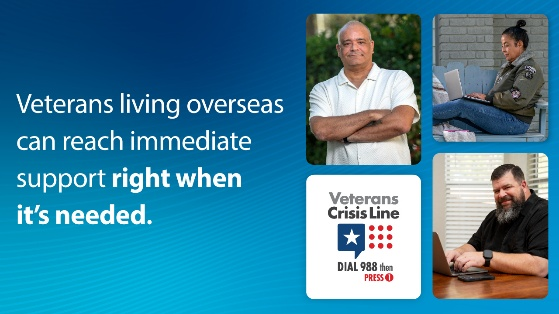 Veterans living overseas
can reach immediate
support right when
it’s needed.
Veterans
Crisis Line
DIAL 988 then
PRESS 1